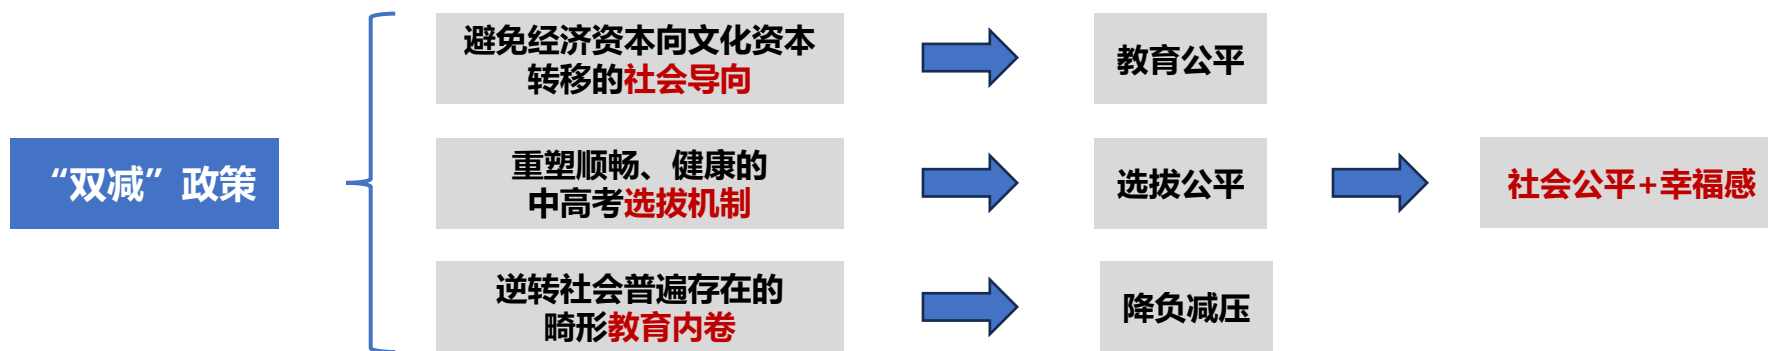 避免经济资本向文化资本
转移的社会导向
教育公平
“双减”政策
重塑顺畅、健康的
中高考选拔机制
选拔公平
社会公平+幸福感
逆转社会普遍存在的
畸形教育内卷
降负减压